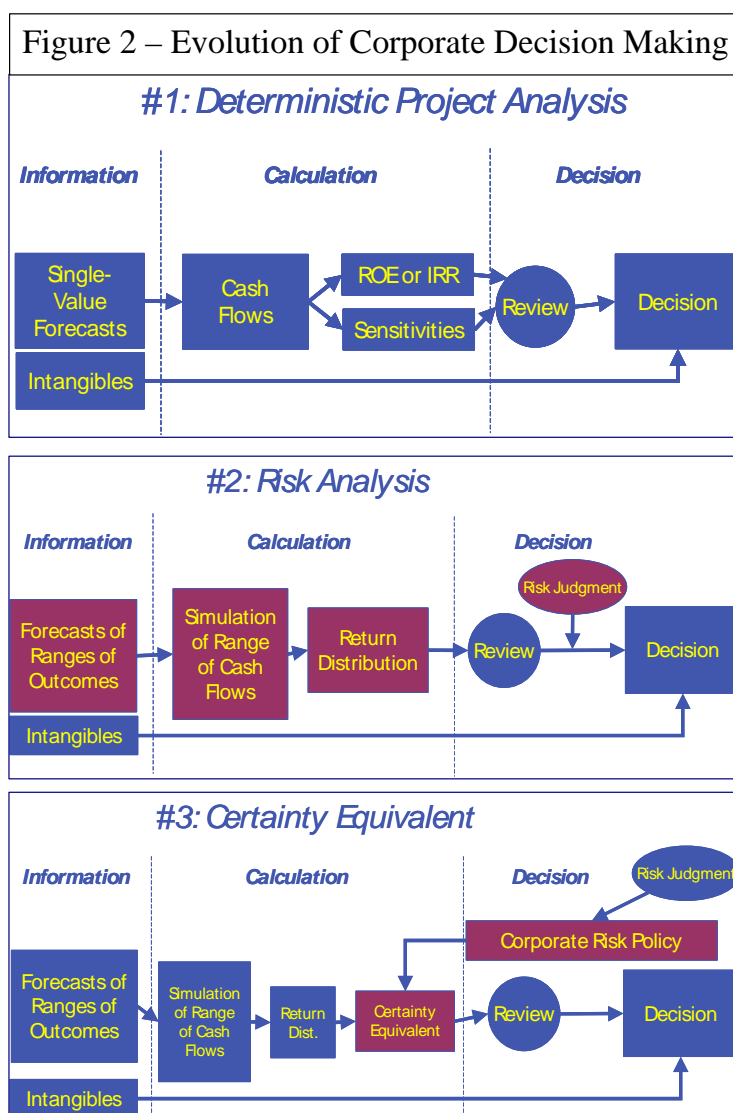 Figure 2 – Evolution of Corporate Decision Making
#1: Deterministic Project Analysis
Information
Calculation
Decision
Single-
Value
Forecasts
Cash
Flows
ROE or IRR
Sensitivities
Review
Decision
Intangibles
#2: Risk Analysis
Information
Calculation
Decision
Risk Judgment
Forecasts of
Ranges of
Outcomes
Simulation
of Range
of Cash
Flows
Return
Distribution
Review
Decision
Intangibles
#3: Certainty Equivalent
Information
Calculation
Decision
Risk Judgment
Corporate Risk Policy
Forecasts of
Ranges of
Outcomes
Simulation
of Range
of Cash
Flows
Return
Dist.
Certainty
Equivalent
Review
Decision
Intangibles